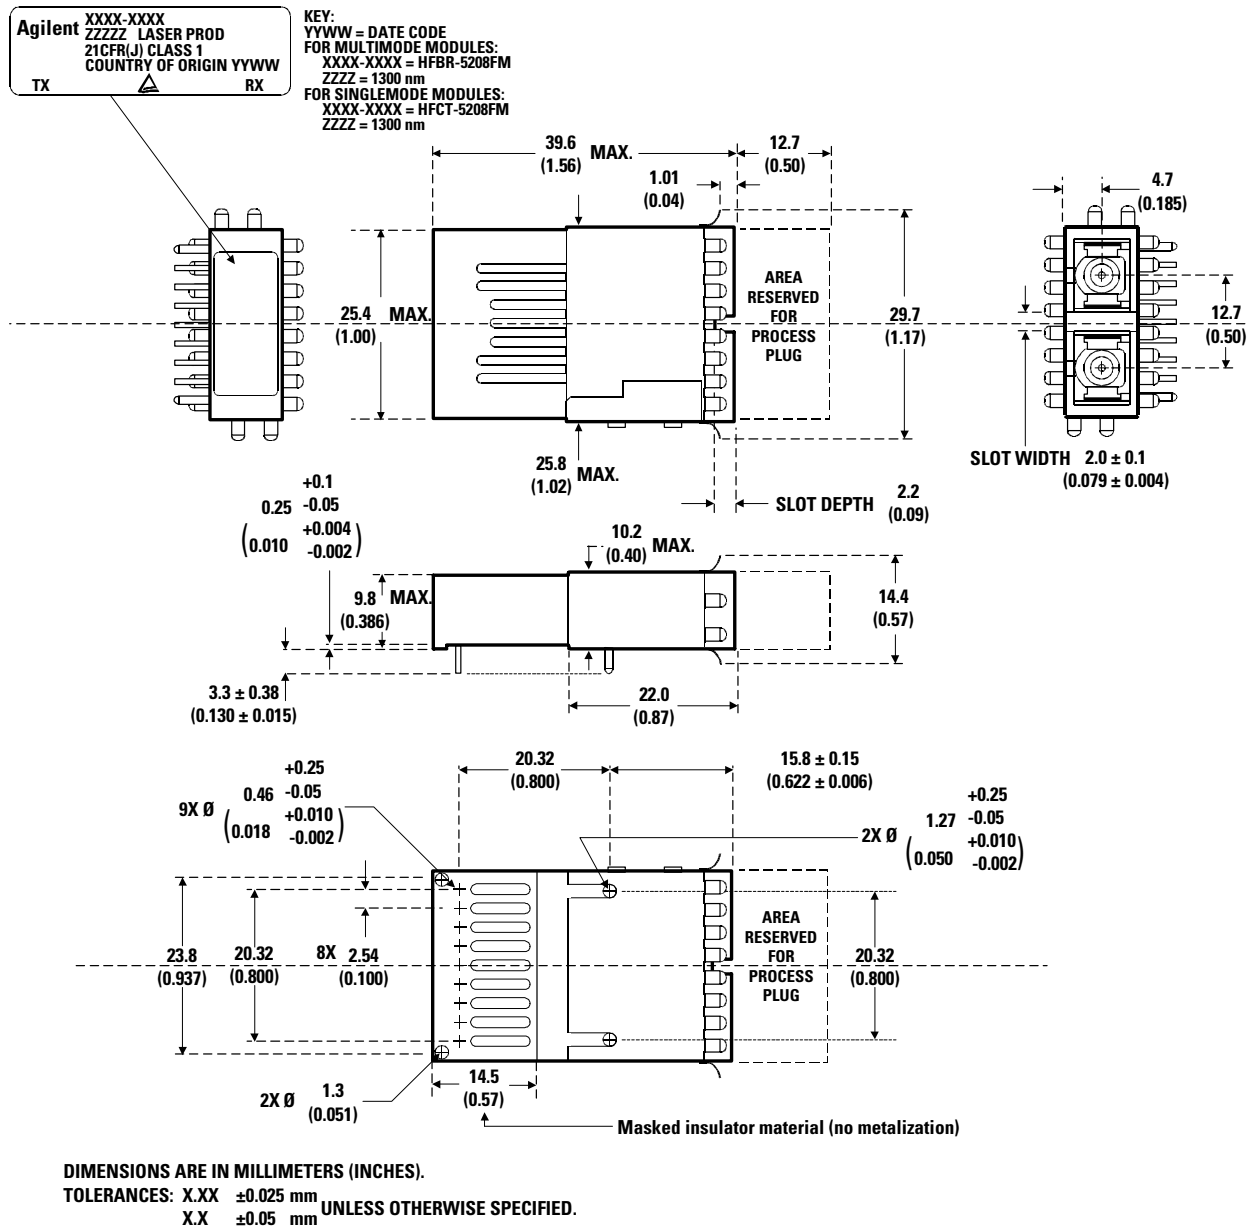 Agilent XXXX-XXXX
ZZZZZ LASER PROD
21CFR(J) CLASS 1
COUNTRY OF ORIGIN YYWW
TX RX
KEY:
YYWW = DATE CODE
FOR MULTIMODE MODULES:
XXXX-XXXX = HFBR-5208FM
ZZZZ = 1300 nm
FOR SINGLEMODE MODULES:
XXXX-XXXX = HFCT-5208FM
ZZZZ = 1300 nm
39.6
(1.56) MAX.
12.7
(0.50)
1.01
(0.04)
4.7
(0.185)
25.4
(1.00) MAX.
AREA
RESERVED
FOR
PROCESS
PLUG
29.7
(1.17)
12.7
(0.50)
25.8
(1.02) MAX.
SLOT WIDTH 2.0 ± 0.1
(0.079 ± 0.004)
SLOT DEPTH 2.2
(0.09)
0.25 +0.1
-0.05
(0.010 +0.004
-0.002)
10.2
(0.40) MAX.
9.8
(0.386) MAX.
14.4
(0.57)
3.3 ± 0.38
(0.130 ± 0.015)
22.0
(0.87)
20.32
(0.800)
15.8 ± 0.15
(0.622 ± 0.006)
9X Ø 0.46 +0.25
-0.05
(0.018 +0.010
-0.002)
2X Ø 1.27 +0.25
-0.05
(0.050 +0.010
-0.002)
23.8
(0.937)
20.32
(0.800)
8X 2.54
(0.100)
AREA
RESERVED
FOR
PROCESS
PLUG
20.32
(0.800)
2X Ø 1.3
(0.051)
14.5
(0.57)
Masked insulator material (no metalization)
DIMENSIONS ARE IN MILLIMETERS (INCHES).
TOLERANCES: X.XX ±0.025 mm
X.X ±0.05 mm UNLESS OTHERWISE SPECIFIED.